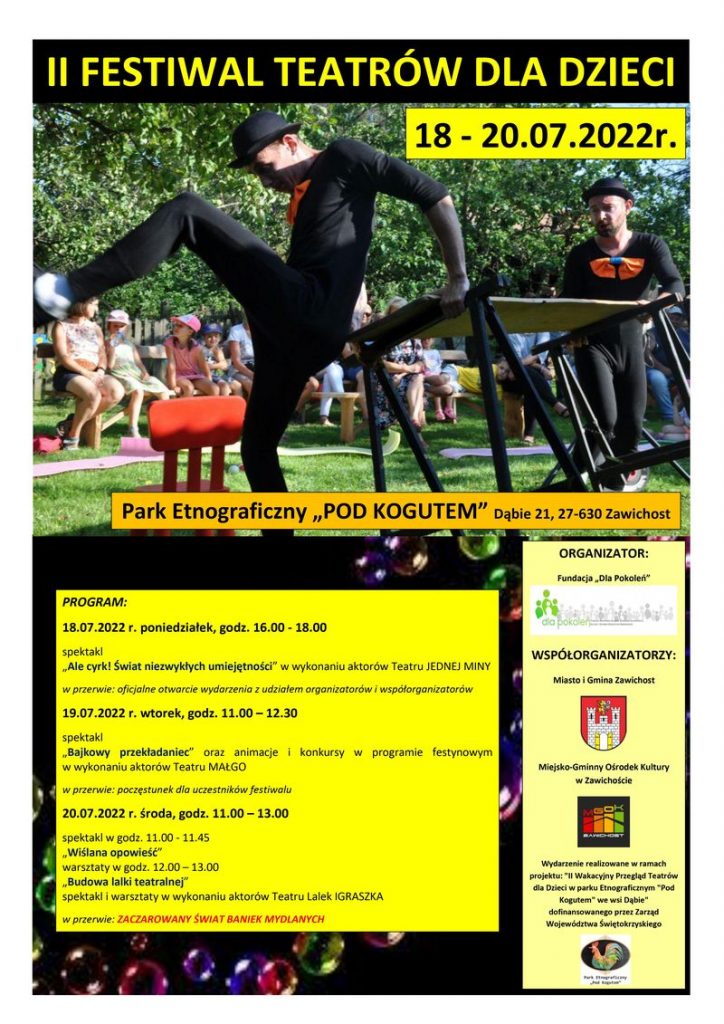 II FESTIWAL TEATRÓW DLA DZIECI
18 - 20.07.2022r.
Park Etnograficzny „POD KOGUTEM” Dąbie 21, 27-630 Zawichost
PROGRAM:
18.07.2022 r. poniedziałek, godz. 16.00 - 18.00
spektakl
„Ale cyrk! Świat niezwykłych umiejętności” w wykonaniu aktorów Teatru JEDNEJ MINY
w przerwie: oficjalne otwarcie wydarzenia z udziałem organizatorów i współorganizatorów
19.07.2022 r. wtorek, godz. 11.00 – 12.30
spektakl
„Bajkowy przekładaniec” oraz animacje i konkursy w programie festynowym
w wykonaniu aktorów Teatru MAŁGO
w przerwie: poczęstunek dla uczestników festiwalu
20.07.2022 r. środa, godz. 11.00 – 13.00
spektakl w godz. 11.00 - 11.45
„Wiślana opowieść”
warsztaty w godz. 12.00 – 13.00
„Budowa lalki teatralnej”
spektakl i warsztaty w wykonaniu aktorów Teatru Lalek IGRASZKA
w przerwie: ZACZAROWANY ŚWIAT BANIEK MYDLANYCH
ORGANIZATOR:
Fundacja „Dla Pokoleń”
dla pokoleń
WSPÓŁORGANIZATORZY:
Miasto i Gmina Zawichost
Miejsko-Gminny Ośrodek Kultury
w Zawichoście
MGOK
ZAWICHOST
Wydarzenie realizowane w ramach
projektu: "II Wakacyjny Przegląd Teatrów
dla Dzieci w parku Etnograficznym "Pod
Kogutem" we wsi Dąbie"
dofinansowanego przez Zarząd
Województwa Świętokrzyskiego
Park Etnograficzny
„Pod Kogutem”